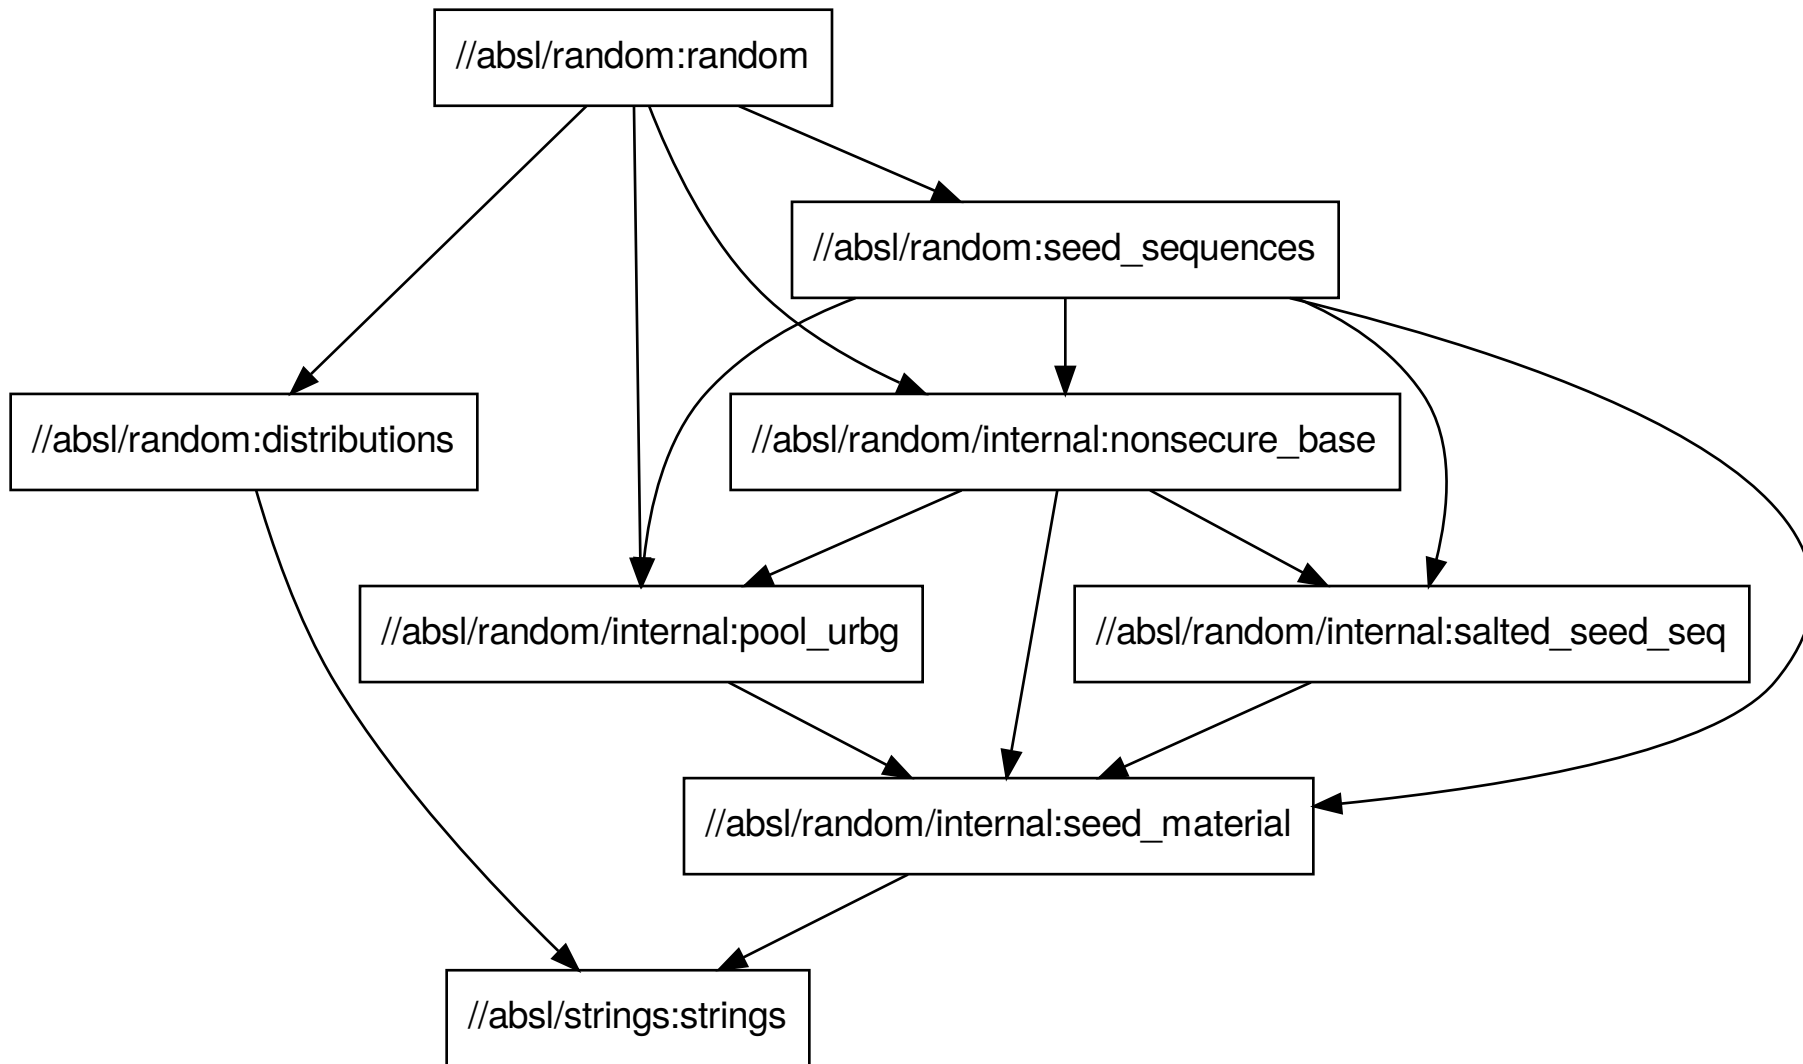 //absl/random:random
//absl/random:seed_sequences
//absl/random:distributions
//absl/random/internal:nonsecure_base
//absl/random/internal:pool_urbg
//absl/random/internal:salted_seed_seq
//absl/random/internal:seed_material
//absl/strings:strings